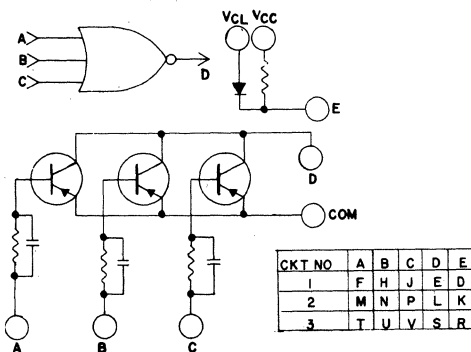 VCL VCC
A
B
C
D
E
D
COM
A B C
CKT NO A B C D E
1 F H J E D
2 M N P L K
3 T U V S R